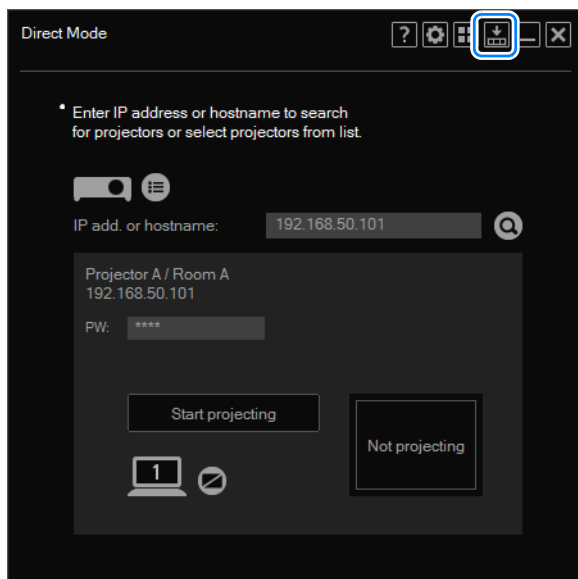 Direct Mode
?
Enter IP address or hostname to search
for projectors or select projectors from list.
IP add. or hostname: 192.168.50.101
Projector A / Room A
192.168.50.101
PW: ****
Start projecting
Not projecting
1